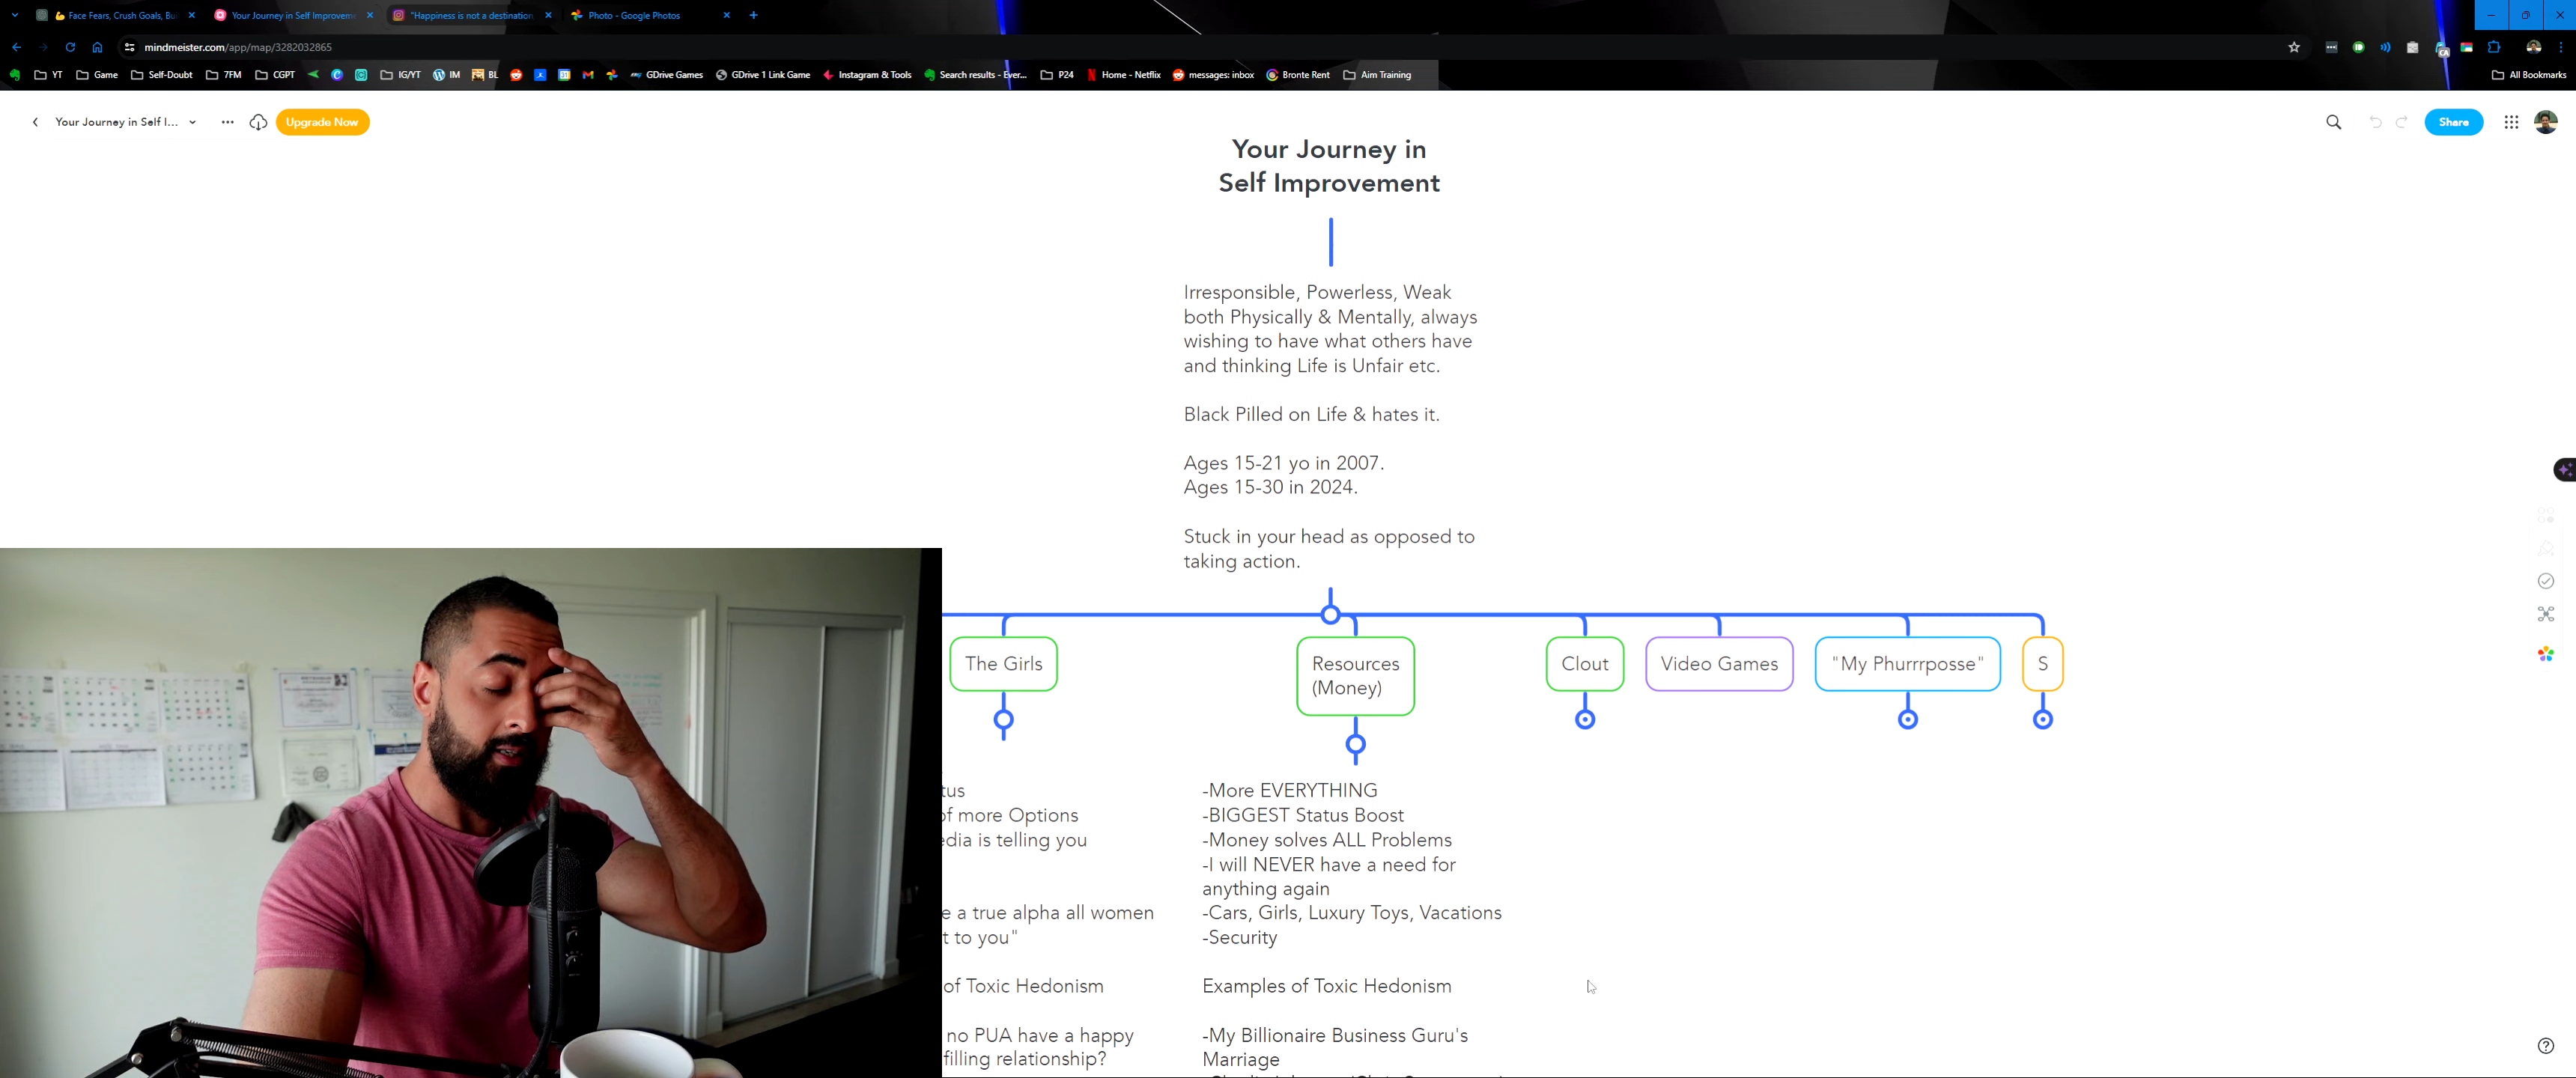 Face Fears, Crush Goals, Bu
Your Journey in Self Improveme
"Happiness is not a destination
Photo - Google Photos
mindmeister.com/app/map/3282032865
YT
Game
Self-Doubt
7FM
CGPT
IG/YT
IM
BL
GDrive Games
GDrive 1 Link Game
Instagram & Tools
Search results - Ever...
P24
Home - Netflix
messages: inbox
Bronte Rent
Aim Training
All Bookmarks
Your Journey in Self I...
Upgrade Now
Share
Your Journey in
Self Improvement
Irresponsible, Powerless, Weak
both Physically & Mentally, always
wishing to have what others have
and thinking Life is Unfair etc.
Black Pilled on Life & hates it.
Ages 15-21 yo in 2007.
Ages 15-30 in 2024.
Stuck in your head as opposed to
taking action.
The Girls
Resources
(Money)
Clout
Video Games
"My Phurrrposse"
S
tus
of more Options
edia is telling you
e a true alpha all women
t to you"
of Toxic Hedonism
no PUA have a happy
filling relationship?
-More EVERYTHING
-BIGGEST Status Boost
-Money solves ALL Problems
-I will NEVER have a need for
anything again
-Cars, Girls, Luxury Toys, Vacations
-Security
Examples of Toxic Hedonism
-My Billionaire Business Guru's
Marriage